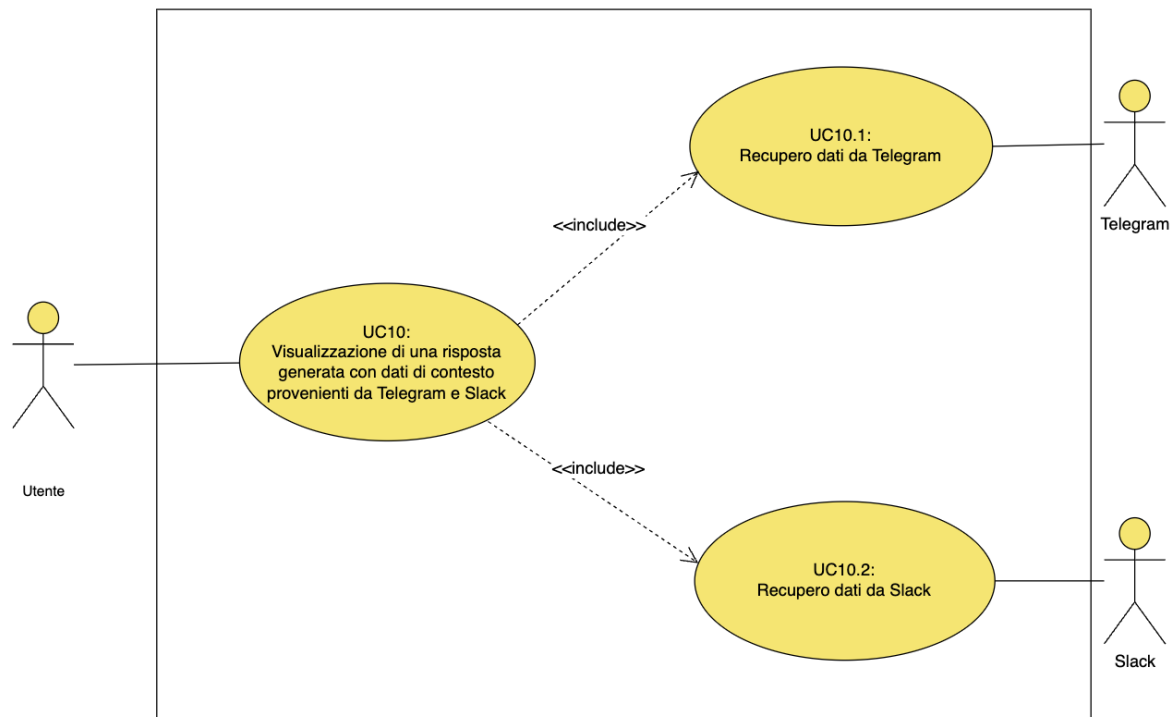 UC10.1:
Recupero dati da Telegram
Telegram
<<include>>
UC10:
Visualizzazione di una risposta
generata con dati di contesto
provenienti da Telegram e Slack
Utente
<<include>>
UC10.2:
Recupero dati da Slack
Slack